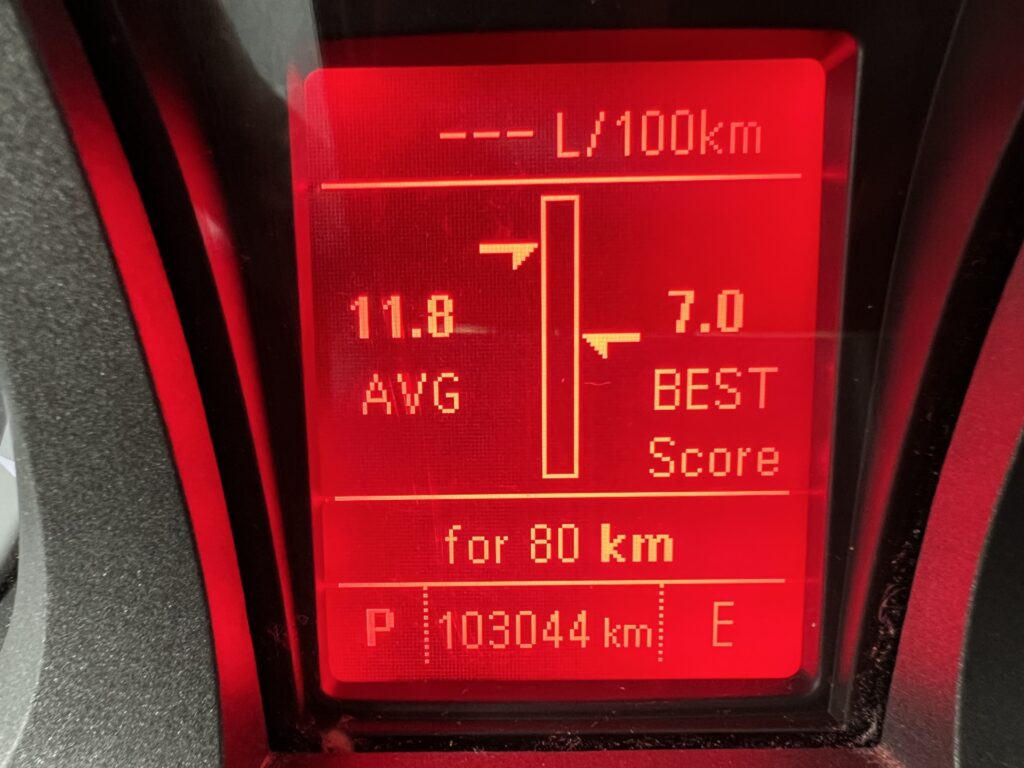 --- L/100km
11.8 7.0
AVG BEST
Score
for 80 km
P 103044 km E